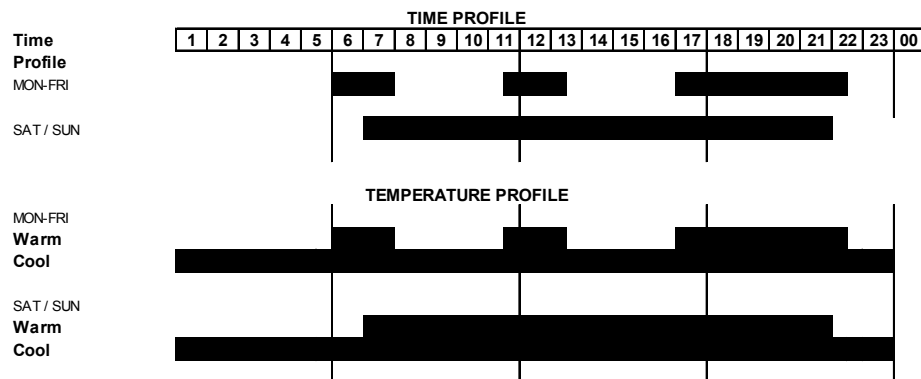 TIME PROFILE
Time 1 2 3 4 5 6 7 8 9 10 11 12 13 14 15 16 17 18 19 20 21 22 23 00
Profile
MON-FRI
SAT / SUN
TEMPERATURE PROFILE
MON-FRI
Warm
Cool
SAT / SUN
Warm
Cool